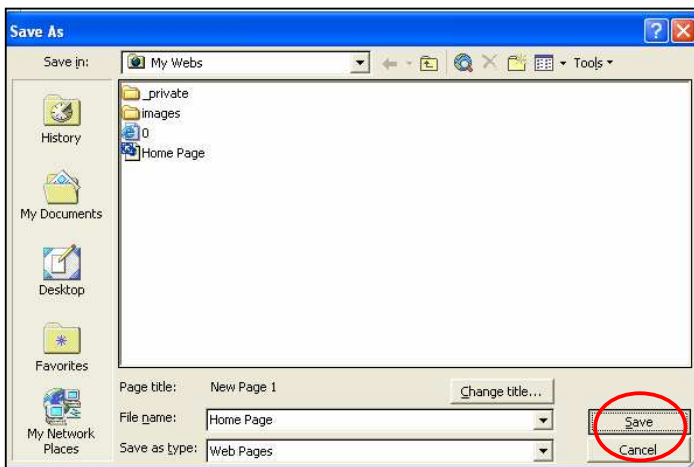 Save As
Save in:
My Webs
Tools
History
My Documents
Desktop
Favorites
My Network
Places
_private
images
0
Home Page
Page title:
New Page 1
Change title...
File name:
Home Page
Save
Save as type:
Web Pages
Cancel